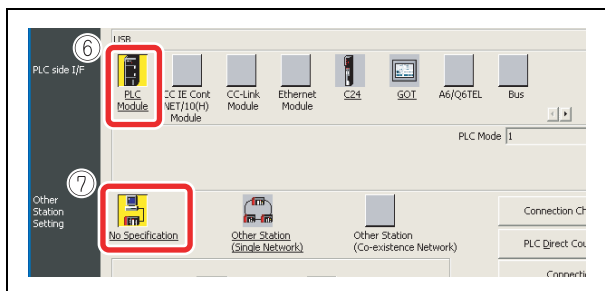 USB
⑥
PLC side I/F
PLC Module
CC IE Cont NET/10(H) Module
CC-Link Module
Ethernet Module
C24
GOT
A6/Q6TEL
Bus
PLC Mode 1
⑦
Other Station Setting
No Specification
Other Station (Single Network)
Other Station (Co-existence Network)
Connection Ch
PLC Direct Cou
Connecti